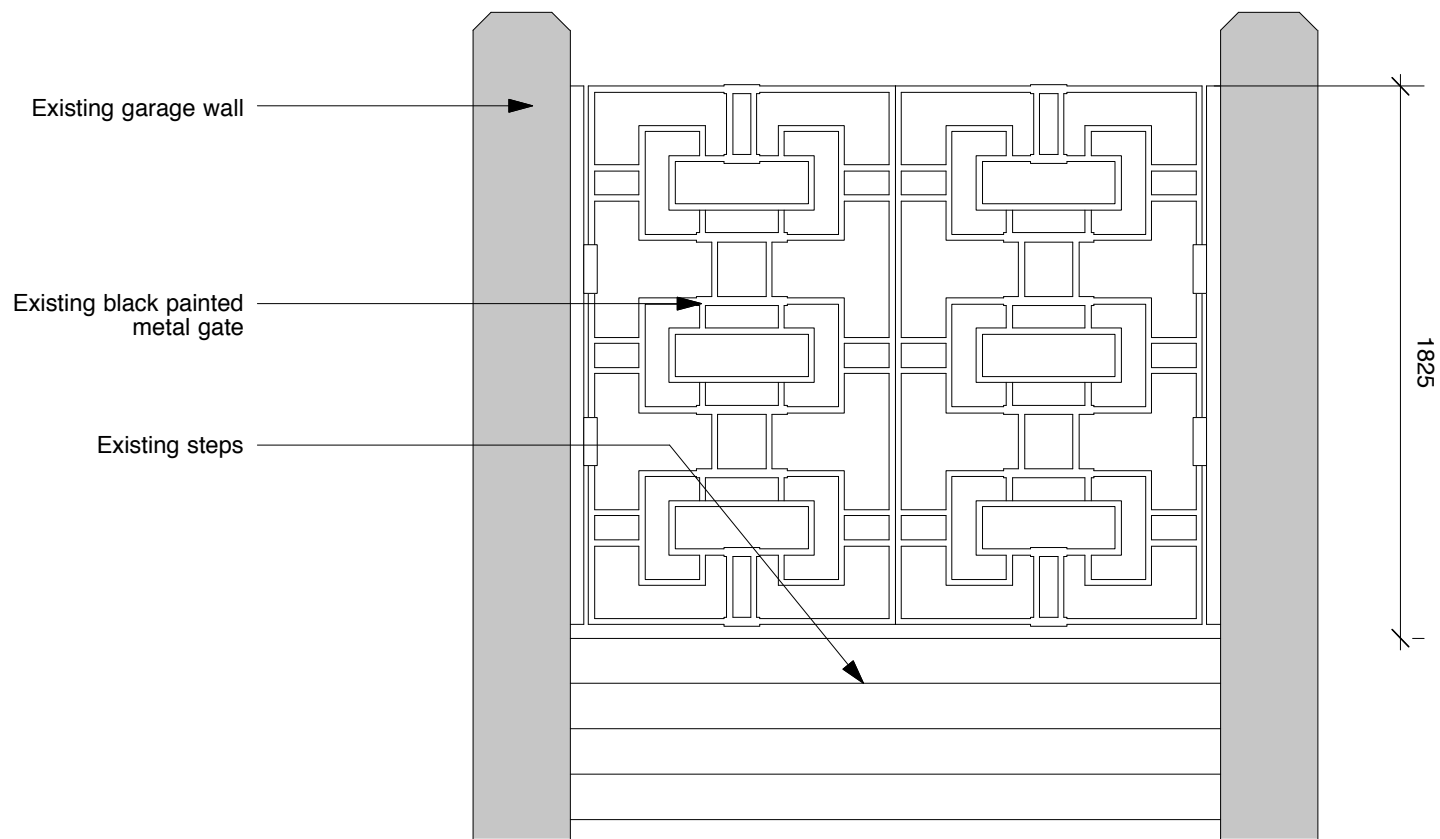 Existing garage wall
Existing black painted
metal gate
Existing steps
1825